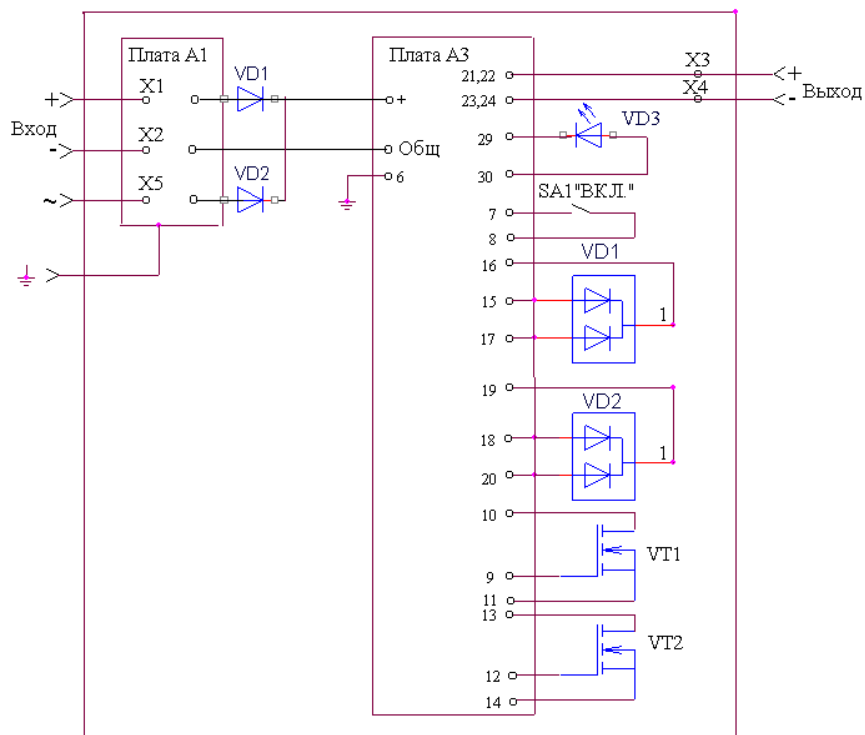 Плата А1
Плата А3
X1
VD1
+
+
Вход
X2
-
Общ
X5
VD2
~
6
21,22
X3
+
23,24
X4
-
Выход
29
VD3
30
SA1"ВКЛ."
7
8
16
VD1
15
1
17
19
VD2
18
1
20
10
VT1
9
11
13
VT2
12
14